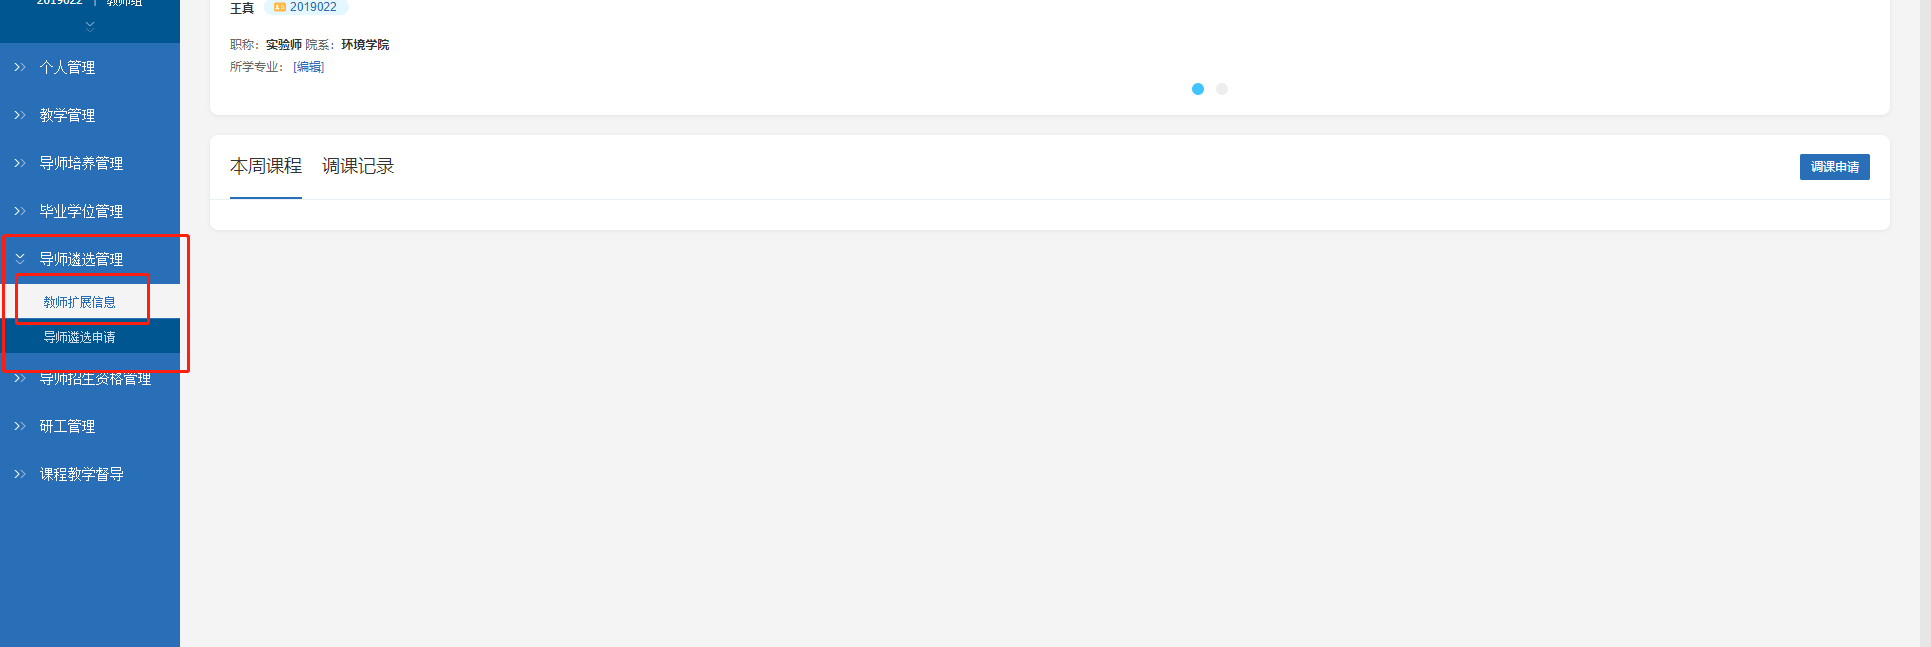 2019022 | 教师组
个人管理
教学管理
导师培养管理
毕业学位管理
导师遴选管理
教师扩展信息
导师遴选申请
导师招生资格管理
研工管理
课程教学督导
王真 2019022
职称：实验师 院系：环境学院
所学专业： [编辑]
本周课程 调课记录
调课申请